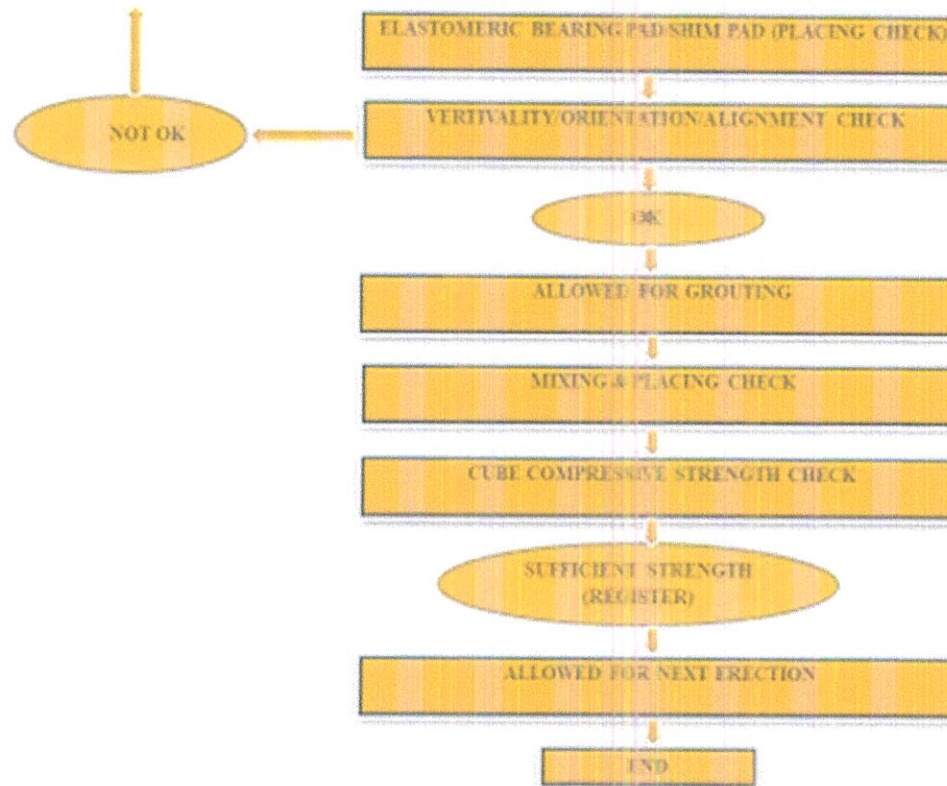 ELASTOMERIC BEARING PAD/SHIM PAD (PLACING CHECK)
VERTIVALITY/ORIENTATION/ALIGNMENT CHECK
NOT OK
OK
ALLOWED FOR GROUTING
MIXING & PLACING CHECK
CUBE COMPRESSIVE STRENGTH CHECK
SUFFICIENT STRENGTH
(REGISTER)
ALLOWED FOR NEXT ERECTION
END